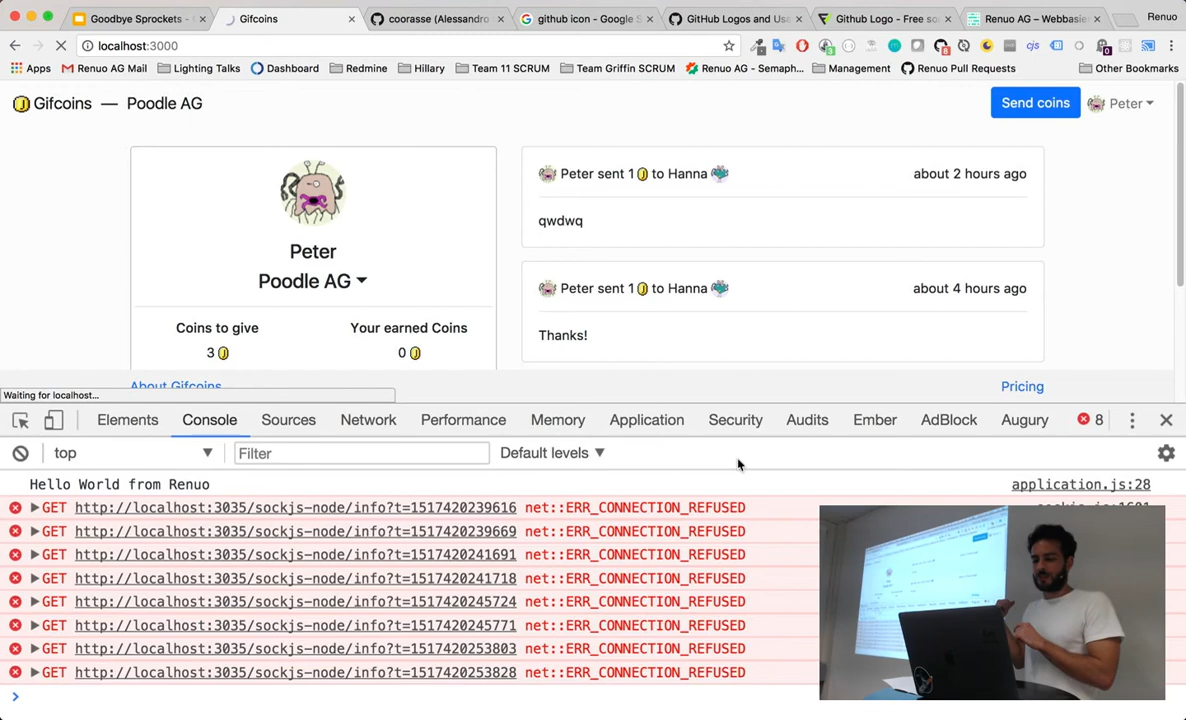 Goodbye Sprockets -
Gifcoins
coorasse (Alessandro
github icon - Google S
GitHub Logos and Usa
Github Logo - Free so
Renuo AG – Webbasie
Renuo
localhost:3000
3
8
cjs
0
Apps
Renuo AG Mail
Lighting Talks
Dashboard
Redmine
Hillary
Team 11 SCRUM
Team Griffin SCRUM
Renuo AG - Semaph...
Management
Renuo Pull Requests
Other Bookmarks
Gifcoins — Poodle AG
Send coins
Peter
Peter
Poodle AG
Coins to give
Your earned Coins
3
0
Peter sent 1 to Hanna
about 2 hours ago
qwdwq
Peter sent 1 to Hanna
about 4 hours ago
Thanks!
About Gifcoins
Pricing
Waiting for localhost...
Elements
Console
Sources
Network
Performance
Memory
Application
Security
Audits
Ember
AdBlock
Augury
8
top
Filter
Default levels
Hello World from Renuo
application.js:28
GET http://localhost:3035/sockjs-node/info?t=1517420239616 net::ERR_CONNECTION_REFUSED
GET http://localhost:3035/sockjs-node/info?t=1517420239669 net::ERR_CONNECTION_REFUSED
GET http://localhost:3035/sockjs-node/info?t=1517420241691 net::ERR_CONNECTION_REFUSED
GET http://localhost:3035/sockjs-node/info?t=1517420241718 net::ERR_CONNECTION_REFUSED
GET http://localhost:3035/sockjs-node/info?t=1517420245724 net::ERR_CONNECTION_REFUSED
GET http://localhost:3035/sockjs-node/info?t=1517420245771 net::ERR_CONNECTION_REFUSED
GET http://localhost:3035/sockjs-node/info?t=1517420253803 net::ERR_CONNECTION_REFUSED
GET http://localhost:3035/sockjs-node/info?t=1517420253828 net::ERR_CONNECTION_REFUSED